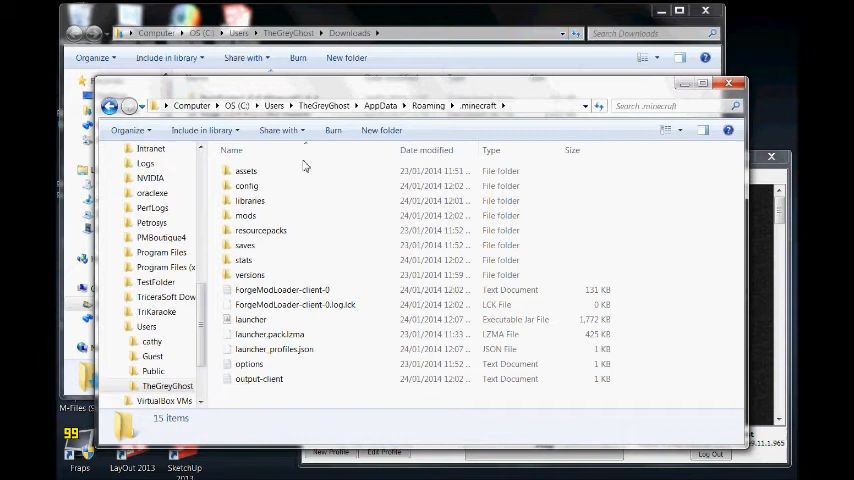 Computer ▸ OS (C:) ▸ Users ▸ TheGreyGhost ▸ Downloads ▸
Search Downloads
Organize ▾ Include in library ▾ Share with ▾ Burn New folder
Computer ▸ OS (C:) ▸ Users ▸ TheGreyGhost ▸ AppData ▸ Roaming ▸ .minecraft ▸
Search .minecraft
Organize ▾ Include in library ▾ Share with ▾ Burn New folder
Intranet
Logs
NVIDIA
oraclexe
PerfLogs
Petrosys
PMBoutique4
Program Files
Program Files (x
TestFolder
TriceraSoft Dow
TriKaraoke
Users
cathy
Guest
Public
TheGreyGhost
VirtualBox VMs
Name Date modified Type Size
assets 23/01/2014 11:51 .. File folder
config 24/01/2014 12:02 .. File folder
libraries 24/01/2014 12:02 .. File folder
mods 24/01/2014 12:02 .. File folder
resourcepacks 23/01/2014 11:52 .. File folder
saves 23/01/2014 11:52 .. File folder
stats 24/01/2014 12:02 .. File folder
versions 23/01/2014 11:59 .. File folder
ForgeModLoader-client-0 24/01/2014 12:02 .. Text Document 131 KB
ForgeModLoader-client-0.log.lck 24/01/2014 12:02 .. LCK File 0 KB
launcher 24/01/2014 12:07 .. Executable Jar File 1,772 KB
launcher.pack.lzma 23/01/2014 11:33 .. LZMA File 425 KB
launcher_profiles.json 24/01/2014 12:07 .. JSON File 1 KB
options 23/01/2014 11:52 .. Text Document 1 KB
output-client 24/01/2014 12:02 .. Text Document 1 KB
15 items
M-Files (S
99
Fraps
LayOut 2013
SketchUp
2013
New Profile Edit Profile
Log Out